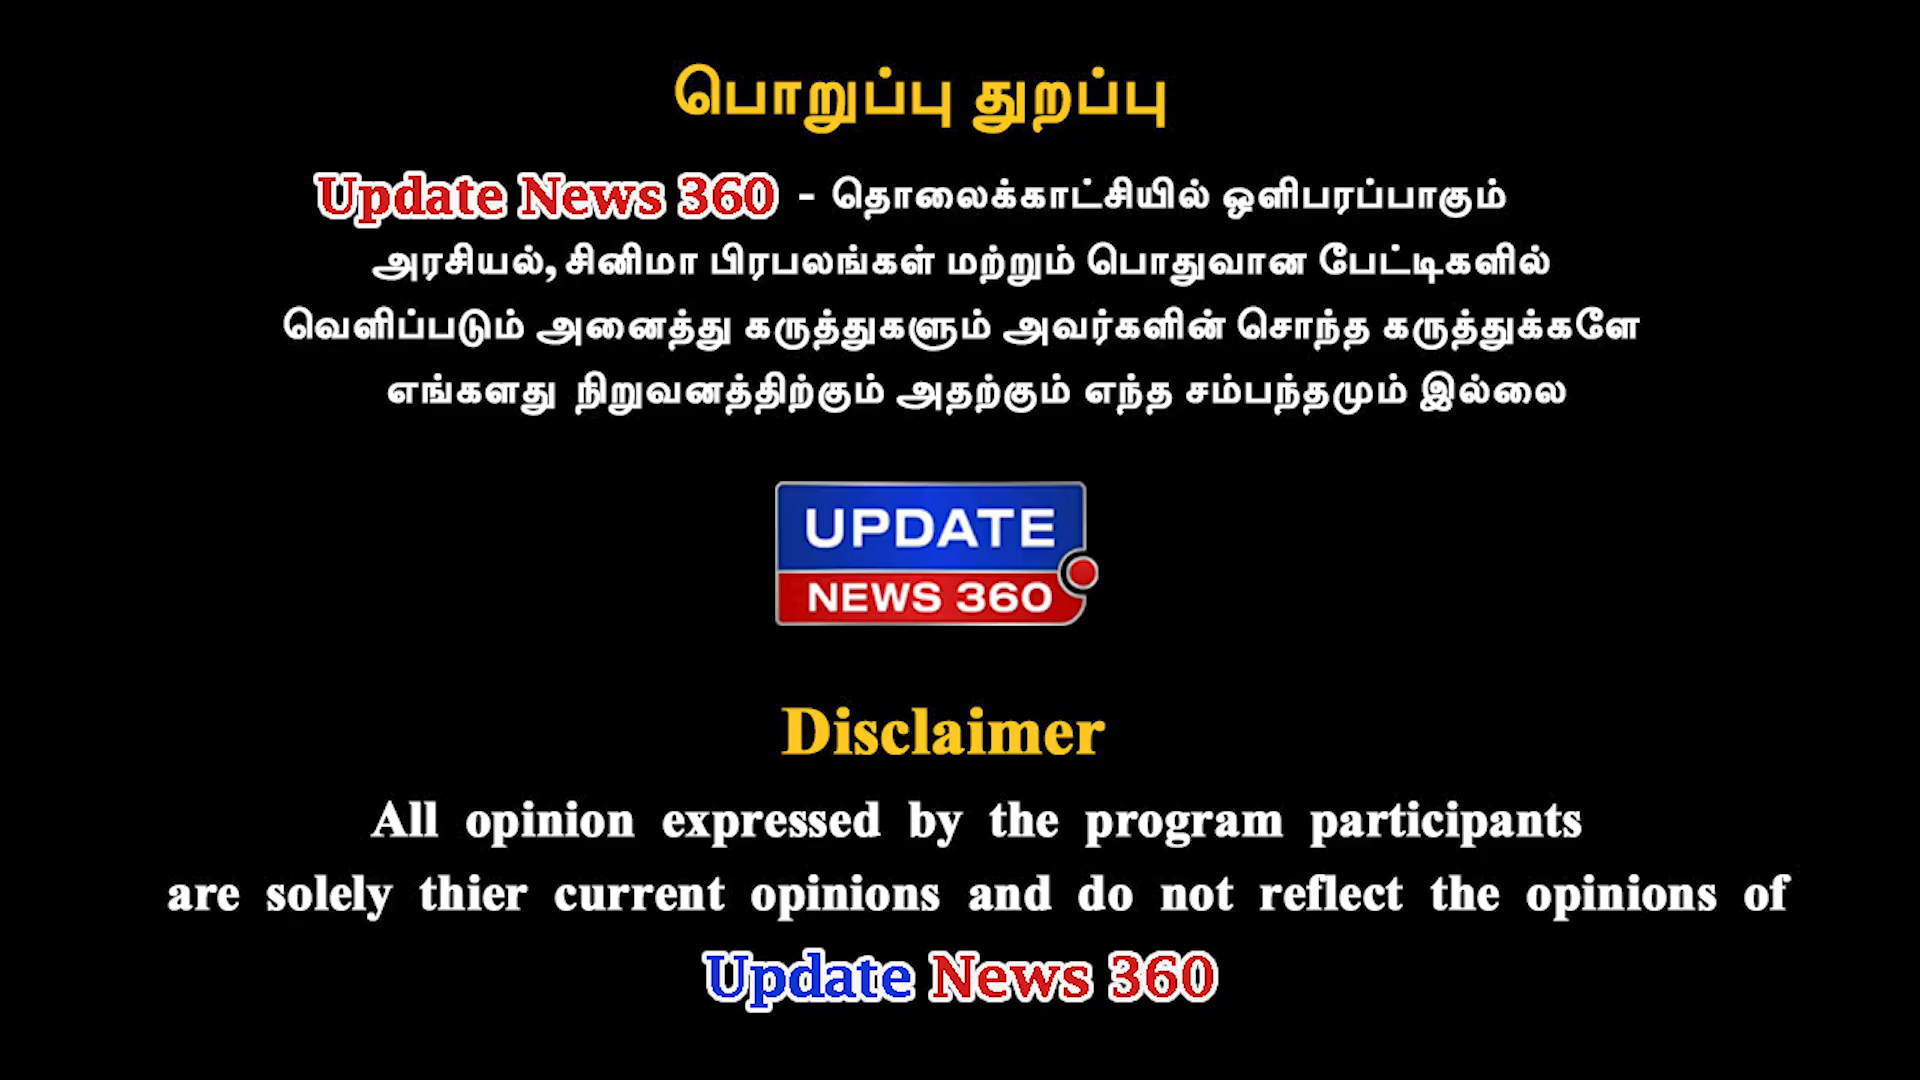 பொறுப்பு துறப்பு
Update News 360 - தொலைக்காட்சியில் ஒளிபரப்பாகும்
அரசியல், சினிமா பிரபலங்கள் மற்றும் பொதுவான பேட்டிகளில்
வெளிப்படும் அனைத்து கருத்துகளும் அவர்களின் சொந்த கருத்துக்களே
எங்களது நிறுவனத்திற்கும் அதற்கும் எந்த சம்பந்தமும் இல்லை
UPDATE
NEWS 360
Disclaimer
All opinion expressed by the program participants
are solely thier current opinions and do not reflect the opinions of
Update News 360